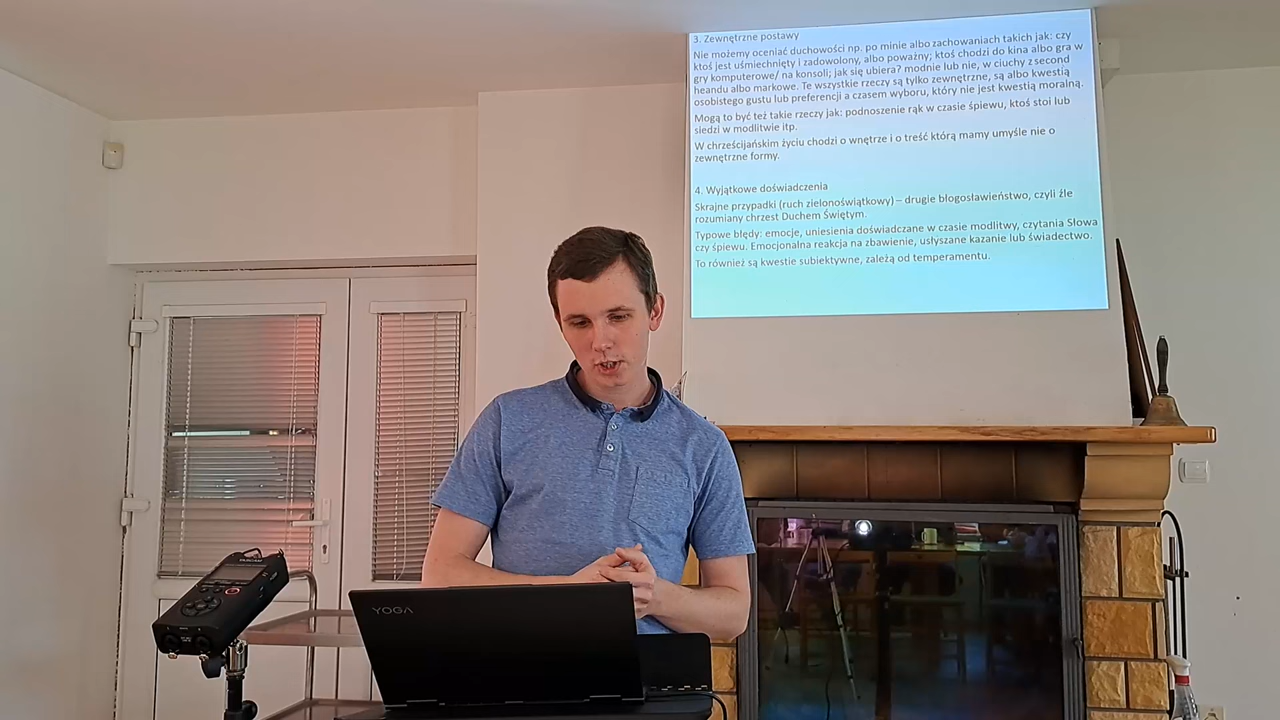 3. Zewnętrzne postawy
Nie możemy oceniać duchowości np. po minie albo zachowaniach takich jak: czy
ktoś jest uśmiechnięty i zadowolony, albo poważny; ktoś chodzi do kina albo gra w
gry komputerowe/ na konsoli; jak się ubiera? modnie lub nie, w ciuchy z second
heandu albo markowe. Te wszystkie rzeczy są tylko zewnętrzne, są albo kwestią
osobistego gustu lub preferencji a czasem wyboru, który nie jest kwestią moralną.
Mogą to być też takie rzeczy jak: podnoszenie rąk w czasie śpiewu, ktoś stoi lub
siedzi w modlitwie itp.
W chrześcijańskim życiu chodzi o wnętrze i o treść którą mamy umyśle nie o
zewnętrzne formy.
4. Wyjątkowe doświadczenia
Skrajne przypadki (ruch zielonoświątkowy) – drugie błogosławieństwo, czyli źle
rozumiany chrzest Duchem Świętym.
Typowe błędy: emocje, uniesienia doświadczane w czasie modlitwy, czytania Słowa
czy śpiewu. Emocjonalna reakcja na zbawienie, usłyszane kazanie lub świadectwo.
To również są kwestie subiektywne, zależą od temperamentu.
TASCAM
YOGA